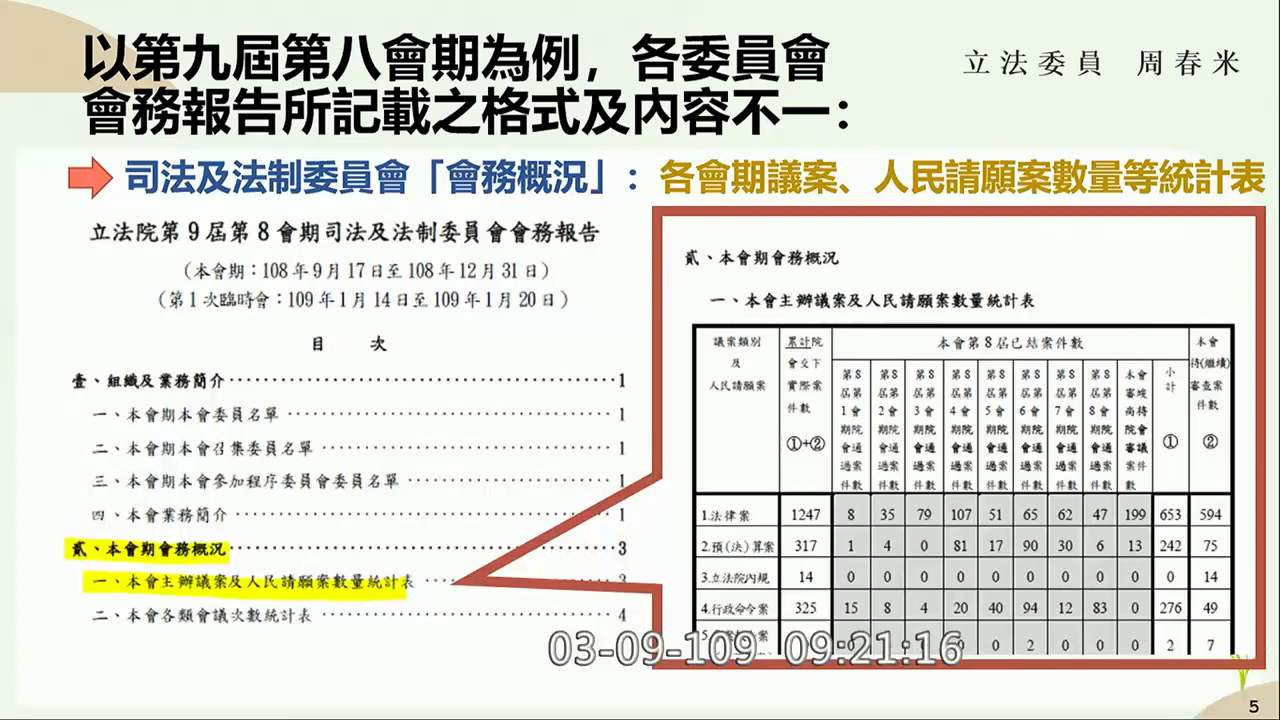 以第九屆第八會期為例，各委員會
會務報告所記載之格式及內容不一：
立法委員 周春米
司法及法制委員會「會務概況」：各會期議案、人民請願案數量等統計表
立法院第9屆第8會期司法及法制委員會會務報告
（本會期：108年9月17日至108年12月31日）
（第1次臨時會：109年1月14日至109年1月20日）
目 次
壹、組織及業務簡介 1
一、本會期本會委員名單 1
二、本會期本會召集委員名單 1
三、本會期本會參加程序委員會委員名單 1
四、本會業務簡介 1
貳、本會期會務概況 3
一、本會主辦議案及人民請願案數量統計表 3
二、本會各類會議次數統計表 4
貳、本會期會務概況
一、本會主辦議案及人民請願案數量統計表
議案類別及人民請願案
累計院會交下實際案件數 ①+②
本會第8屆已結案件數
第8屆第1會期院會通過案件數
第8屆第2會期院會通過案件數
第8屆第3會期院會通過案件數
第8屆第4會期院會通過案件數
第8屆第5會期院會通過案件數
第8屆第6會期院會通過案件數
第8屆第7會期院會通過案件數
第8屆第8會期院會通過案件數
本會審竣尚待院會審議案件數
小計 ①
本會待(繼續)審查案件數 ②
1.法律案 1247 8 35 79 107 51 65 62 47 199 653 594
2.預(決)算案 317 1 4 0 81 17 90 30 6 13 242 75
3.立法院內規 14 0 0 0 0 0 0 0 0 0 0 14
4.行政命令案 325 15 8 4 20 40 94 12 83 0 276 49
0 0 0 2 0 0 0 2 7
03-09-109 09:21:16
5